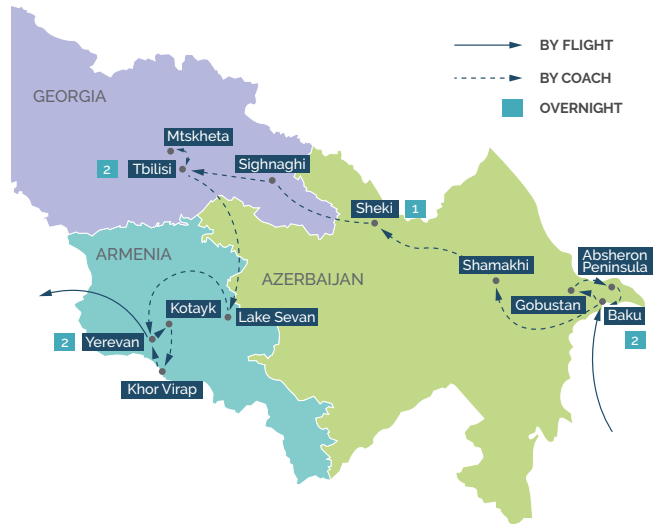 BY FLIGHT
BY COACH
OVERNIGHT
GEORGIA
Mtskheta
2
Tbilisi
Sighnaghi
Sheki
1
ARMENIA
AZERBAIJAN
Shamakhi
Absheron
Peninsula
Gobustan
Baku
2
Kotayk
Lake Sevan
2
Yerevan
Khor Virap